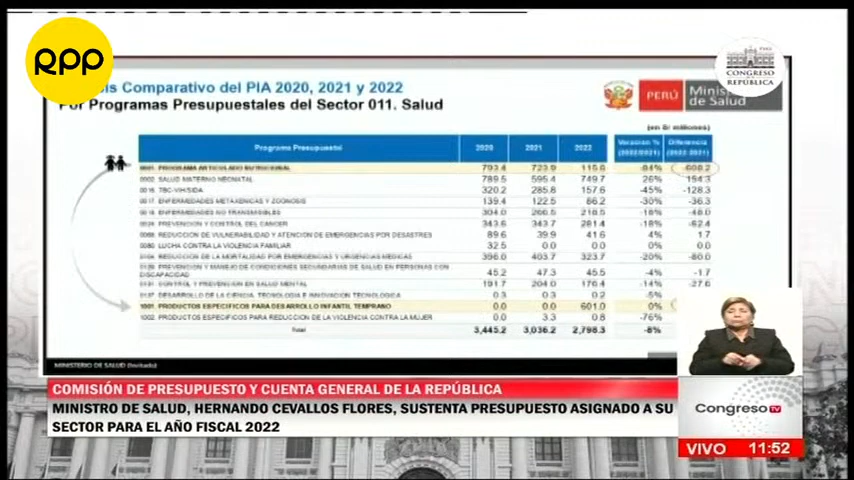 rpp
CONGRESO
REPÚBLICA
is Comparativo del PIA 2020, 2021 y 2022
Por Programas Presupuestales del Sector 011. Salud
PERÚ Ministerio de Salud
(en S/ millones)
Programa Presupuestal 2020 2021 2022 Variación % (2022/2021) Diferencia (2022-2021)
0001 PROGRAMA ARTICULADO NUTRICIONAL 793.4 723.9 115.6 -84% -608.2
0002 SALUD MATERNO NEONATAL 789.5 595.4 749.7 26% 154.3
0016 TBC-VIH/SIDA 320.2 285.8 157.6 -45% -128.3
0017 ENFERMEDADES METAXENICAS Y ZOONOSIS 139.4 122.5 86.2 -30% -36.3
0018 ENFERMEDADES NO TRANSMISIBLES 304.0 266.5 218.5 -18% -48.0
0024 PREVENCION Y CONTROL DEL CANCER 343.6 343.7 281.4 -18% -62.4
0068 REDUCCION DE VULNERABILIDAD Y ATENCION DE EMERGENCIAS POR DESASTRES 89.6 39.9 41.6 4% 1.7
0080 LUCHA CONTRA LA VIOLENCIA FAMILIAR 32.5 0.0 0.0 0% 0.0
0104 REDUCCION DE LA MORTALIDAD POR EMERGENCIAS Y URGENCIAS MEDICAS 396.0 403.7 323.7 -20% -80.0
0129 PREVENCION Y MANEJO DE CONDICIONES SECUNDARIAS DE SALUD EN PERSONAS CON DISCAPACIDAD 45.2 47.3 45.5 -4% -1.7
0131 CONTROL Y PREVENCION EN SALUD MENTAL 191.7 204.0 176.4 -14% -27.6
0137 DESARROLLO DE LA CIENCIA, TECNOLOGIA E INNOVACION TECNOLOGICA 0.3 0.3 0.2 -5%
1001 PRODUCTOS ESPECIFICOS PARA DESARROLLO INFANTIL TEMPRANO 0.0 0.0 601.0 0%
1002 PRODUCTOS ESPECIFICOS PARA REDUCCION DE LA VIOLENCIA CONTRA LA MUJER 0.0 3.3 0.8 -76%
Total 3,445.2 3,036.2 2,798.3 -8%
MINISTERIO DE SALUD (Invitado)
COMISIÓN DE PRESUPUESTO Y CUENTA GENERAL DE LA REPÚBLICA
MINISTRO DE SALUD, HERNANDO CEVALLOS FLORES, SUSTENTA PRESUPUESTO ASIGNADO A SU
SECTOR PARA EL AÑO FISCAL 2022
Congreso TV
VIVO 11:52